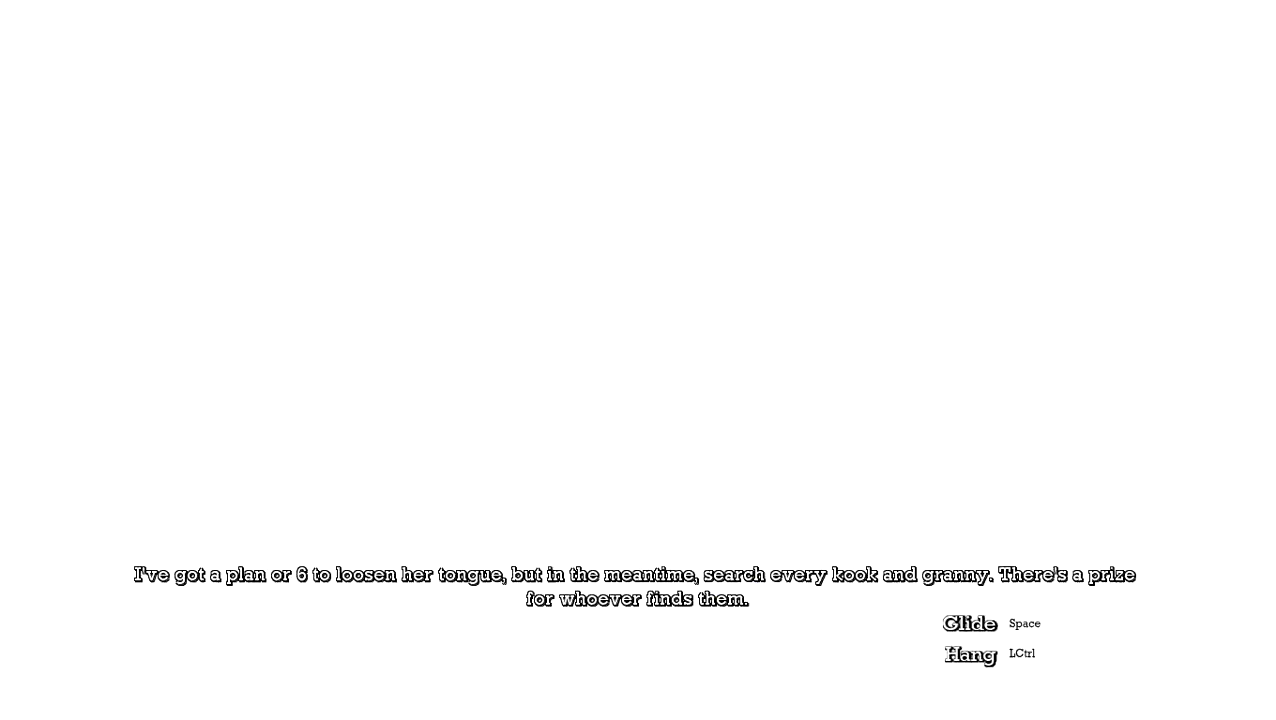 I've got a plan or 6 to loosen her tongue, but in the meantime, search every kook and granny. There's a prize
for whoever finds them.
Glide Space
Hang LCtrl